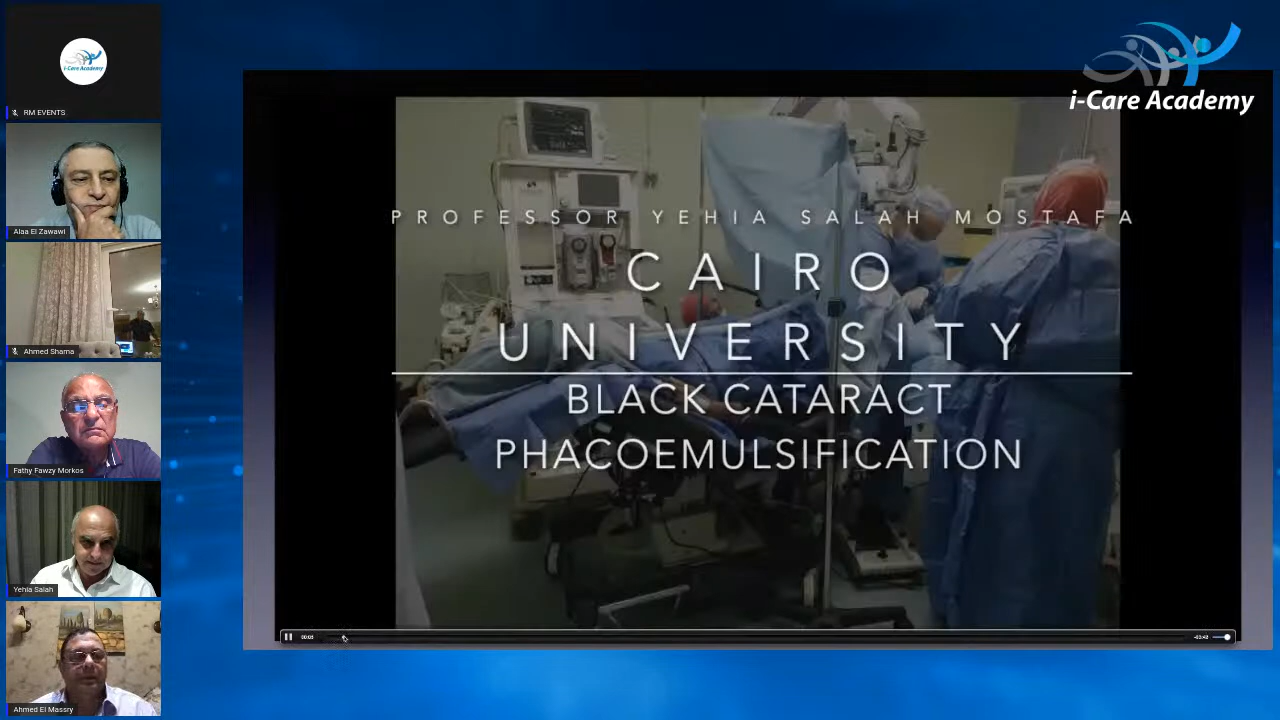 i-Care Academy
RM EVENTS
Alaa El Zawawi
Ahmed Shama
Fathy Fawzy Morkos
Yehia Salah
Ahmed El Massry
i-Care Academy
PROFESSOR YEHIA SALAH MOSTAFA
CAIRO
UNIVERSITY
BLACK CATARACT
PHACOEMULSIFICATION